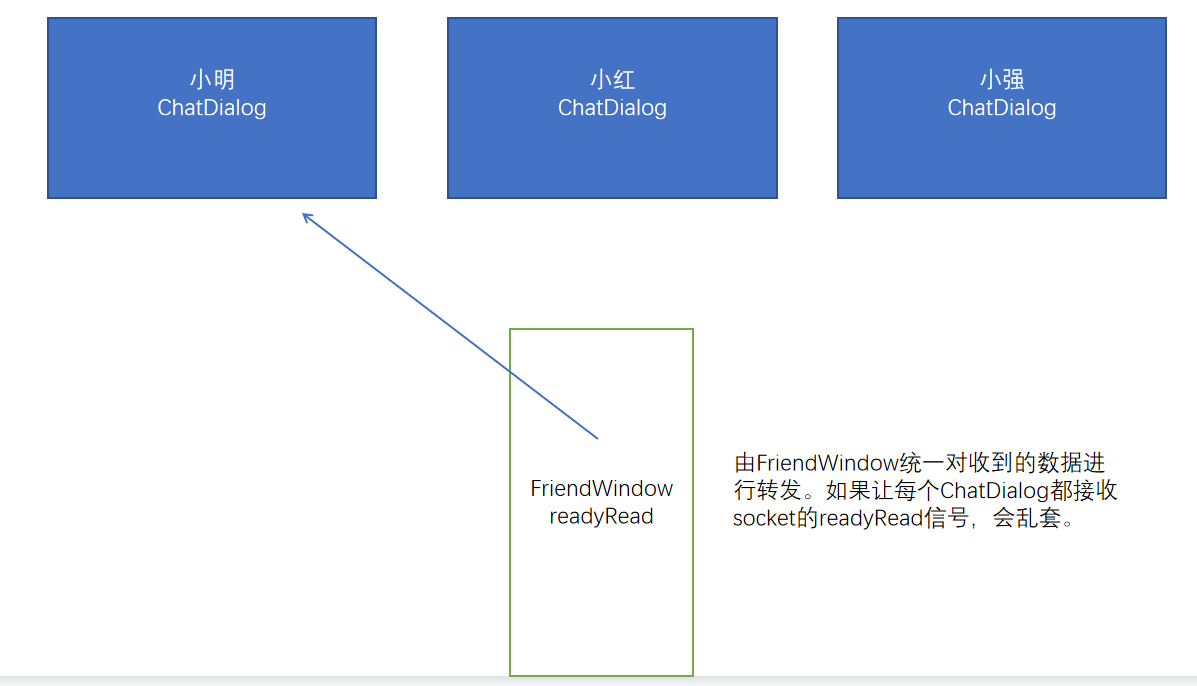 小明
ChatDialog
小红
ChatDialog
小强
ChatDialog
FriendWindow
readyRead
由FriendWindow统一对收到的数据进
行转发。如果让每个ChatDialog都接收
socket的readyRead信号，会乱套。